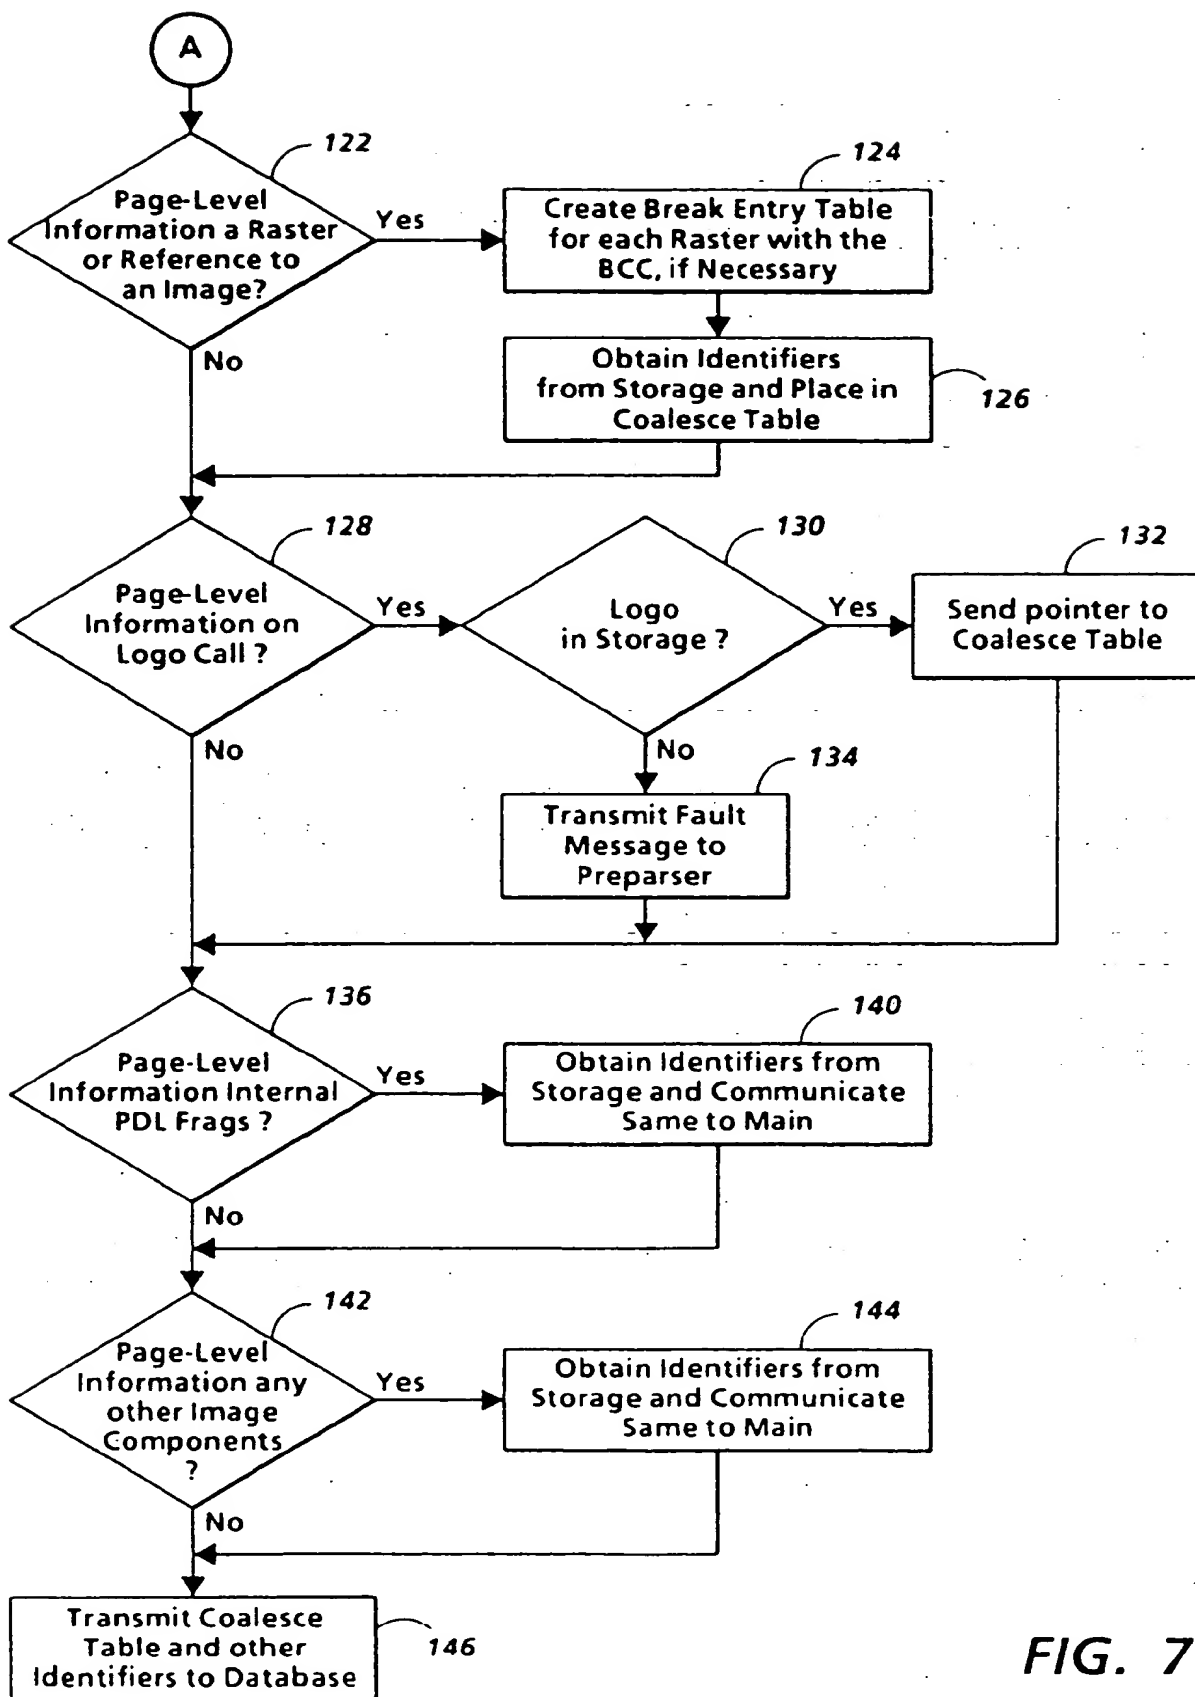 A
122
Page-Level
Information a Raster
or Reference to
an Image?
Yes
124
Create Break Entry Table
for each Raster with the
BCC, if Necessary
No
Obtain Identifiers
from Storage and Place in
Coalesce Table
126
128
Page-Level
Information on
Logo Call ?
Yes
130
Logo
in Storage ?
Yes
132
Send pointer to
Coalesce Table
No
No
134
Transmit Fault
Message to
Preparser
136
Page-Level
Information Internal
PDL Frags ?
Yes
140
Obtain Identifiers from
Storage and Communicate
Same to Main
No
142
Page-Level
Information any
other Image
Components
?
Yes
144
Obtain Identifiers from
Storage and Communicate
Same to Main
No
Transmit Coalesce
Table and other
Identifiers to Database
146
FIG. 7